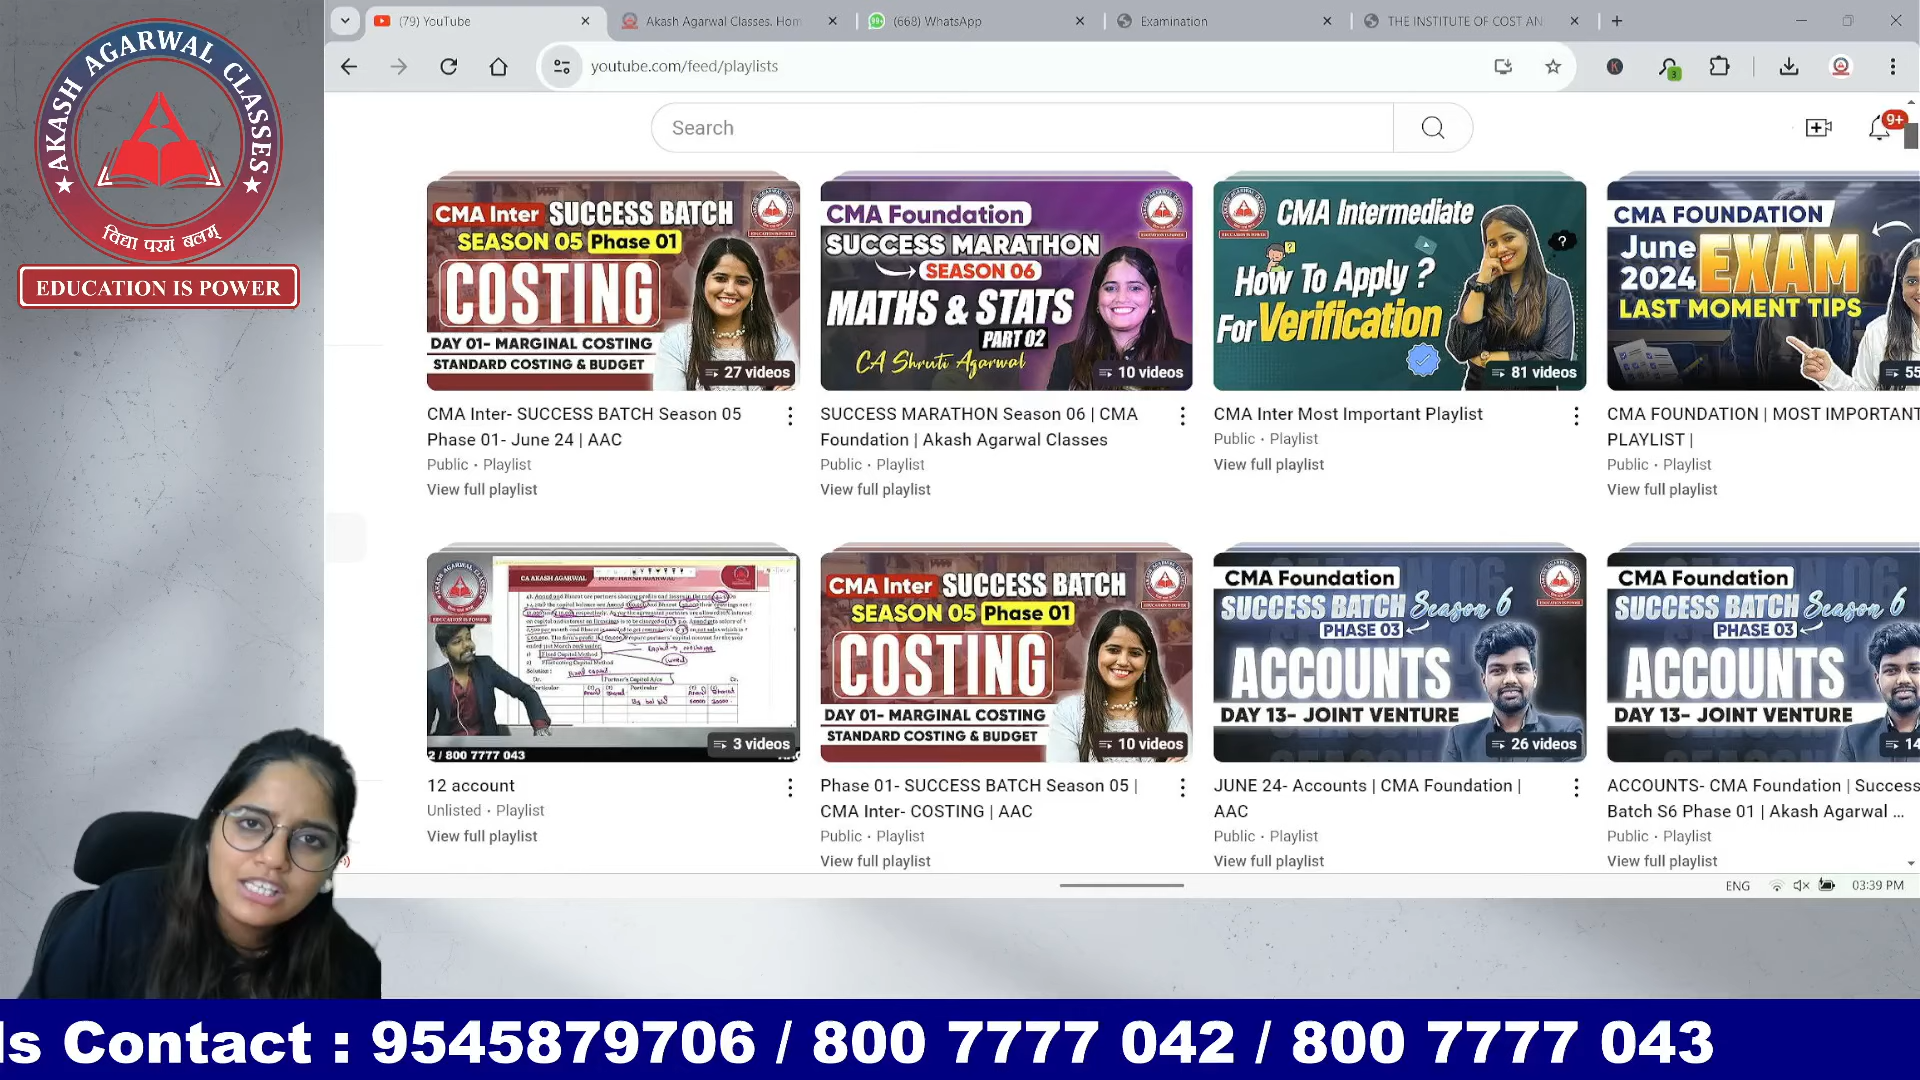 AKASH AGARWAL CLASSES
विद्या परमं बलम्
EDUCATION IS POWER
(79) YouTube
Akash Agarwal Classes. Hom
99+
(668) WhatsApp
Examination
THE INSTITUTE OF COST AN
youtube.com/feed/playlists
K
3
Search
9+
CMA Inter SUCCESS BATCH
SEASON 05 Phase 01
COSTING
DAY 01- MARGINAL COSTING
STANDARD COSTING & BUDGET
27 videos
CMA Inter- SUCCESS BATCH Season 05
Phase 01- June 24 | AAC
Public • Playlist
View full playlist
CMA Foundation
SUCCESS MARATHON
SEASON 06
MATHS & STATS
PART 02
CA Shruti Agarwal
10 videos
SUCCESS MARATHON Season 06 | CMA
Foundation | Akash Agarwal Classes
Public • Playlist
View full playlist
CMA Intermediate
How To Apply ?
For Verification
81 videos
CMA Inter Most Important Playlist
Public • Playlist
View full playlist
CMA FOUNDATION
June
2024 EXAM
LAST MOMENT TIPS
55
CMA FOUNDATION | MOST IMPORTANT
PLAYLIST |
Public • Playlist
View full playlist
CA AKASH AGARWAL
2 / 800 7777 043
3 videos
12 account
Unlisted • Playlist
View full playlist
CMA Inter SUCCESS BATCH
SEASON 05 Phase 01
COSTING
DAY 01- MARGINAL COSTING
STANDARD COSTING & BUDGET
10 videos
Phase 01- SUCCESS BATCH Season 05 |
CMA Inter- COSTING | AAC
Public • Playlist
View full playlist
CMA Foundation
SUCCESS BATCH Season 6
PHASE 03
ACCOUNTS
DAY 13- JOINT VENTURE
26 videos
JUNE 24- Accounts | CMA Foundation |
AAC
Public • Playlist
View full playlist
CMA Foundation
SUCCESS BATCH Season 6
PHASE 03
ACCOUNTS
DAY 13- JOINT VENTURE
14
ACCOUNTS- CMA Foundation | Success
Batch S6 Phase 01 | Akash Agarwal ...
Public • Playlist
View full playlist
ENG
03:39 PM
ls Contact : 9545879706 / 800 7777 042 / 800 7777 043